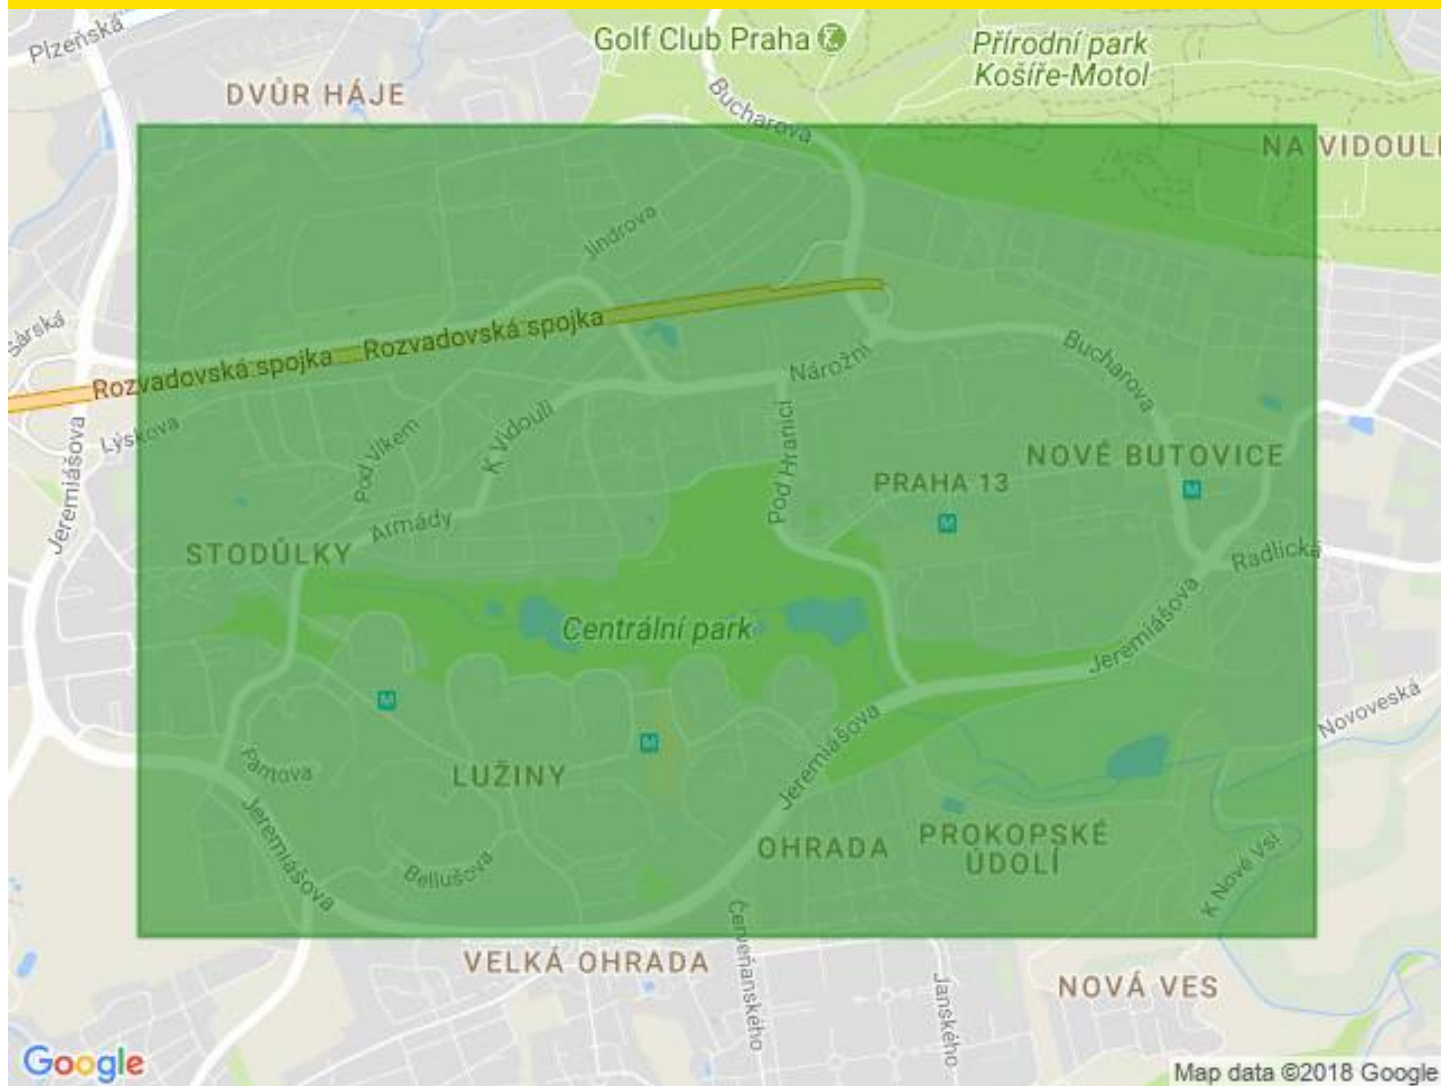 Plzeňská
Golf Club Praha
Přírodní park
Košíře-Motol
DVŮR HÁJE
Bucharova
NA VIDOULI
Jindrova
Sárská
Rozvadovská spojka
Rozvadovská spojka
Nárožní
Bucharova
Lýskova
Jeremiášova
Pod Vlkem
K Vidouli
Pod Hranicí
NOVÉ BUTOVICE
PRAHA 13
M
M
Armády
STODŮLKY
Radlická
Centrální park
Jeremiášova
M
M
Novoveská
Jeremiášova
Pamova
LUŽINY
Jeremiášova
OHRADA
PROKOPSKÉ
ÚDOLÍ
Bellušova
K Nové Vsi
Červeňanského
VELKÁ OHRADA
Janského
NOVÁ VES
Google
Map data ©2018 Google